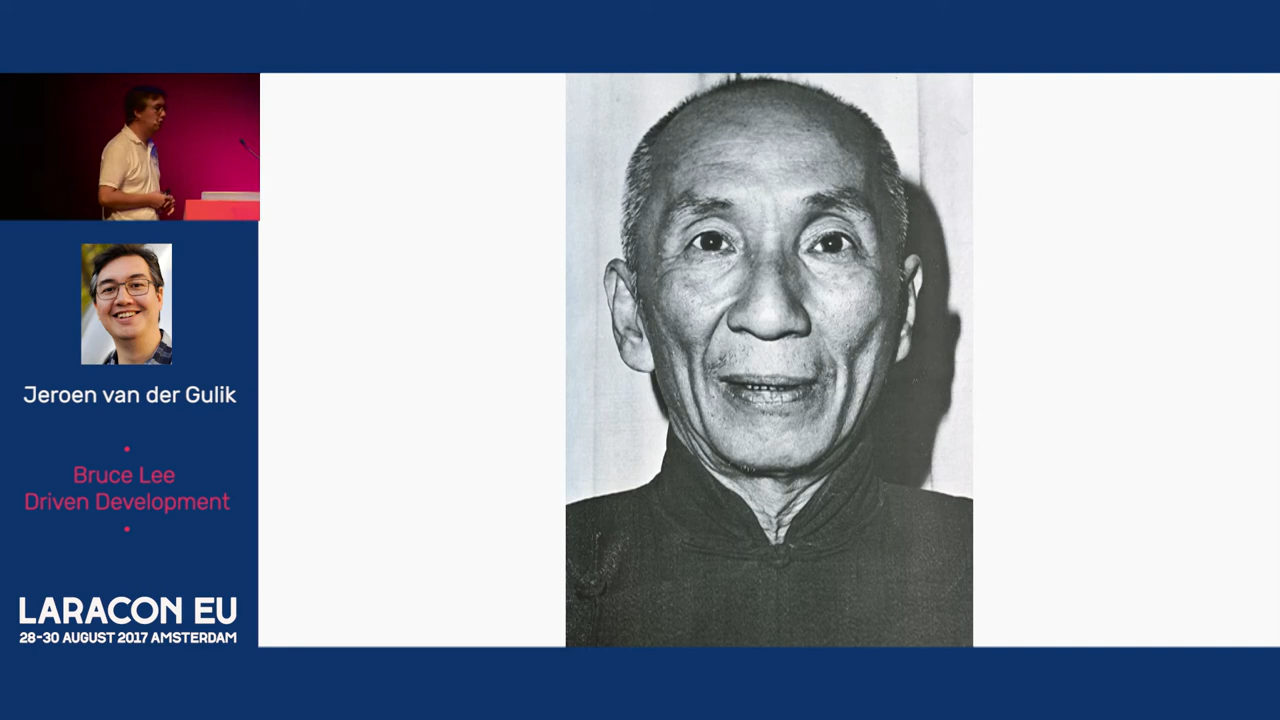 Jeroen van der Gulik
Bruce Lee
Driven Development
LARACON EU
28-30 AUGUST 2017 AMSTERDAM